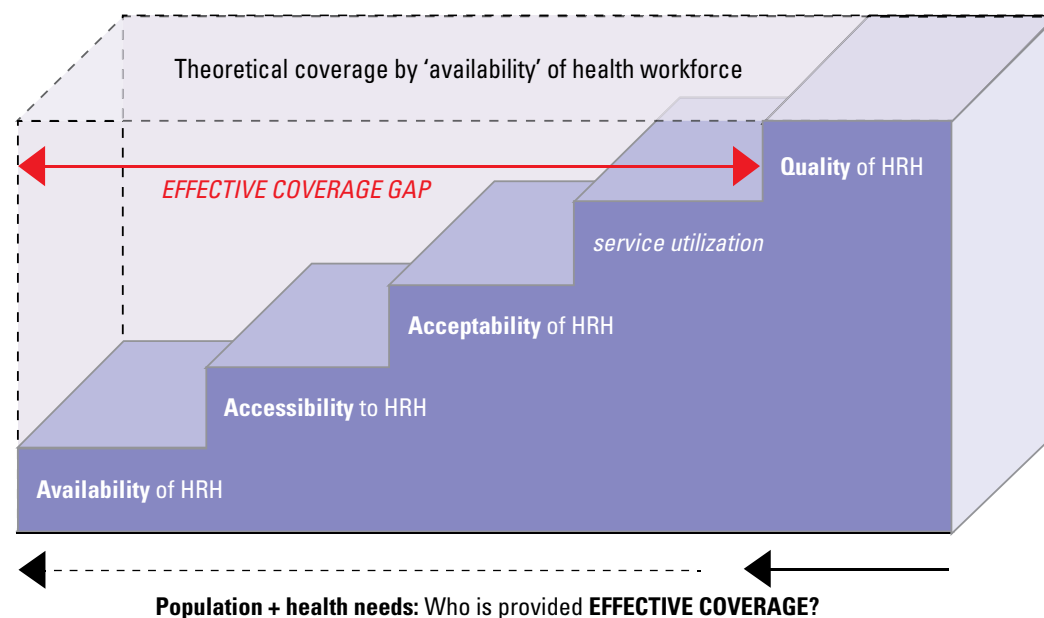 Theoretical coverage by ‘availability’ of health workforce
EFFECTIVE COVERAGE GAP
Quality of HRH
service utilization
Acceptability of HRH
Accessibility to HRH
Availability of HRH
Population + health needs: Who is provided EFFECTIVE COVERAGE?